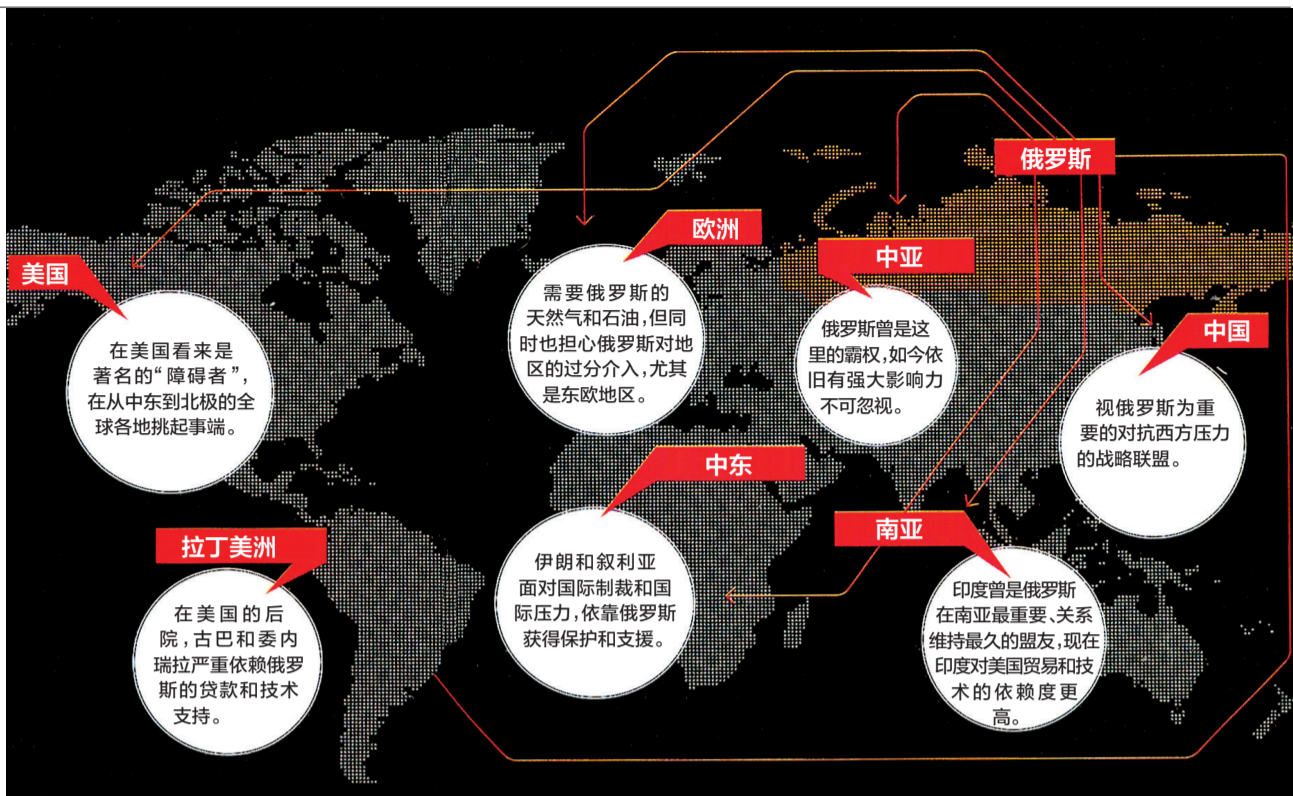 俄罗斯
美国
在美国看来是
著名的“障碍者”,
在从中东到北极的全
球各地挑起事端。
欧洲
需要俄罗斯的
天然气和石油,但同
时也担心俄罗斯对地
区的过分介入,尤其
是东欧地区。
中亚
俄罗斯曾是这
里的霸权,如今依
旧有强大影响力
不可忽视。
中国
视俄罗斯为重
要的对抗西方压力
的战略联盟。
拉丁美洲
在美国的后
院,古巴和委内
瑞拉严重依赖俄罗
斯的贷款和技术
支持。
中东
伊朗和叙利亚
面对国际制裁和国
际压力,依靠俄罗斯
获得保护和支援。
南亚
印度曾是俄罗斯
在南亚最重要、关系
维持最久的盟友,现在
印度对美国贸易和技
术的依赖度更
高。